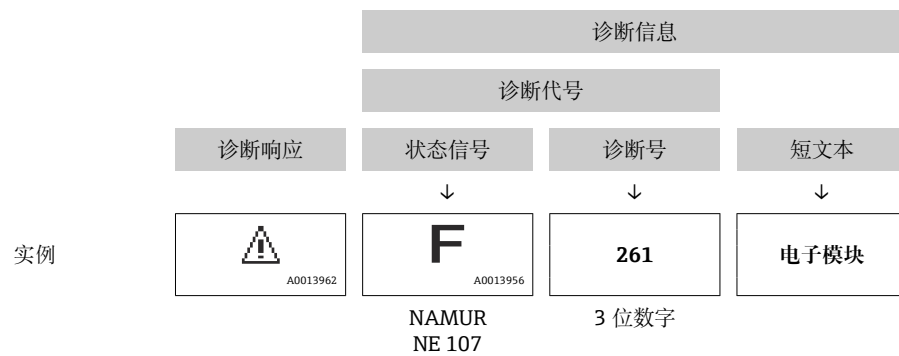 诊断信息
诊断代号
诊断响应 状态信号 诊断号 短文本
↓ ↓ ↓
实例 F 261 电子模块
A0013962 A0013956
NAMUR 3 位数字
NE 107